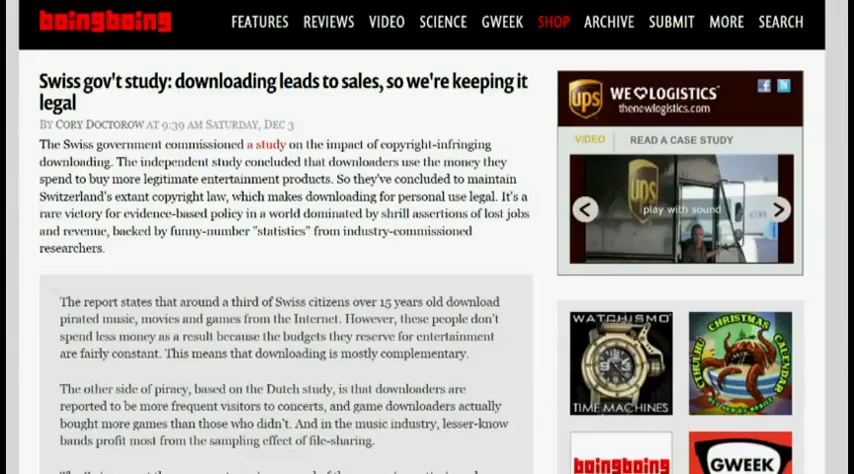 boingboing
FEATURES REVIEWS VIDEO SCIENCE GWEEK SHOP ARCHIVE SUBMIT MORE SEARCH
Swiss gov't study: downloading leads to sales, so we're keeping it
legal
BY CORY DOCTOROW AT 9:39 AM SATURDAY, DEC 3
The Swiss government commissioned a study on the impact of copyright-infringing
downloading. The independent study concluded that downloaders use the money they
spend to buy more legitimate entertainment products. So they've concluded to maintain
Switzerland's extant copyright law, which makes downloading for personal use legal. It's a
rare victory for evidence-based policy in a world dominated by shrill assertions of lost jobs
and revenue, backed by funny-number "statistics" from industry-commissioned
researchers.
The report states that around a third of Swiss citizens over 15 years old download
pirated music, movies and games from the Internet. However, these people don't
spend less money as a result because the budgets they reserve for entertainment
are fairly constant. This means that downloading is mostly complementary.
The other side of piracy, based on the Dutch study, is that downloaders are
reported to be more frequent visitors to concerts, and game downloaders actually
bought more games than those who didn't. And in the music industry, lesser-know
bands profit most from the sampling effect of file-sharing.
ups
WE ♥ LOGISTICS
thenewlogistics.com
VIDEO READ A CASE STUDY
ups
play with sound
WATCHISMO
TIME MACHINES
CHRISTMAS
CALENDAR
CTHULHU
boingboing
GWEEK